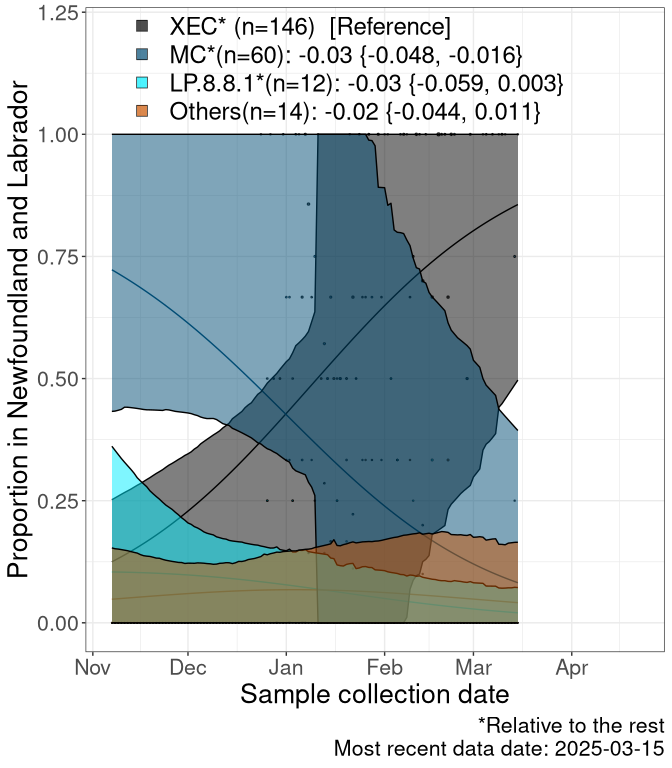 1.25
XEC* (n=146) [Reference]
MC*(n=60): -0.03 {-0.048, -0.016}
LP.8.8.1*(n=12): -0.03 {-0.059, 0.003}
Others(n=14): -0.02 {-0.044, 0.011}
1.00
0.75
0.50
0.25
0.00
Proportion in Newfoundland and Labrador
Nov Dec Jan Feb Mar Apr
Sample collection date
*Relative to the rest
Most recent data date: 2025-03-15